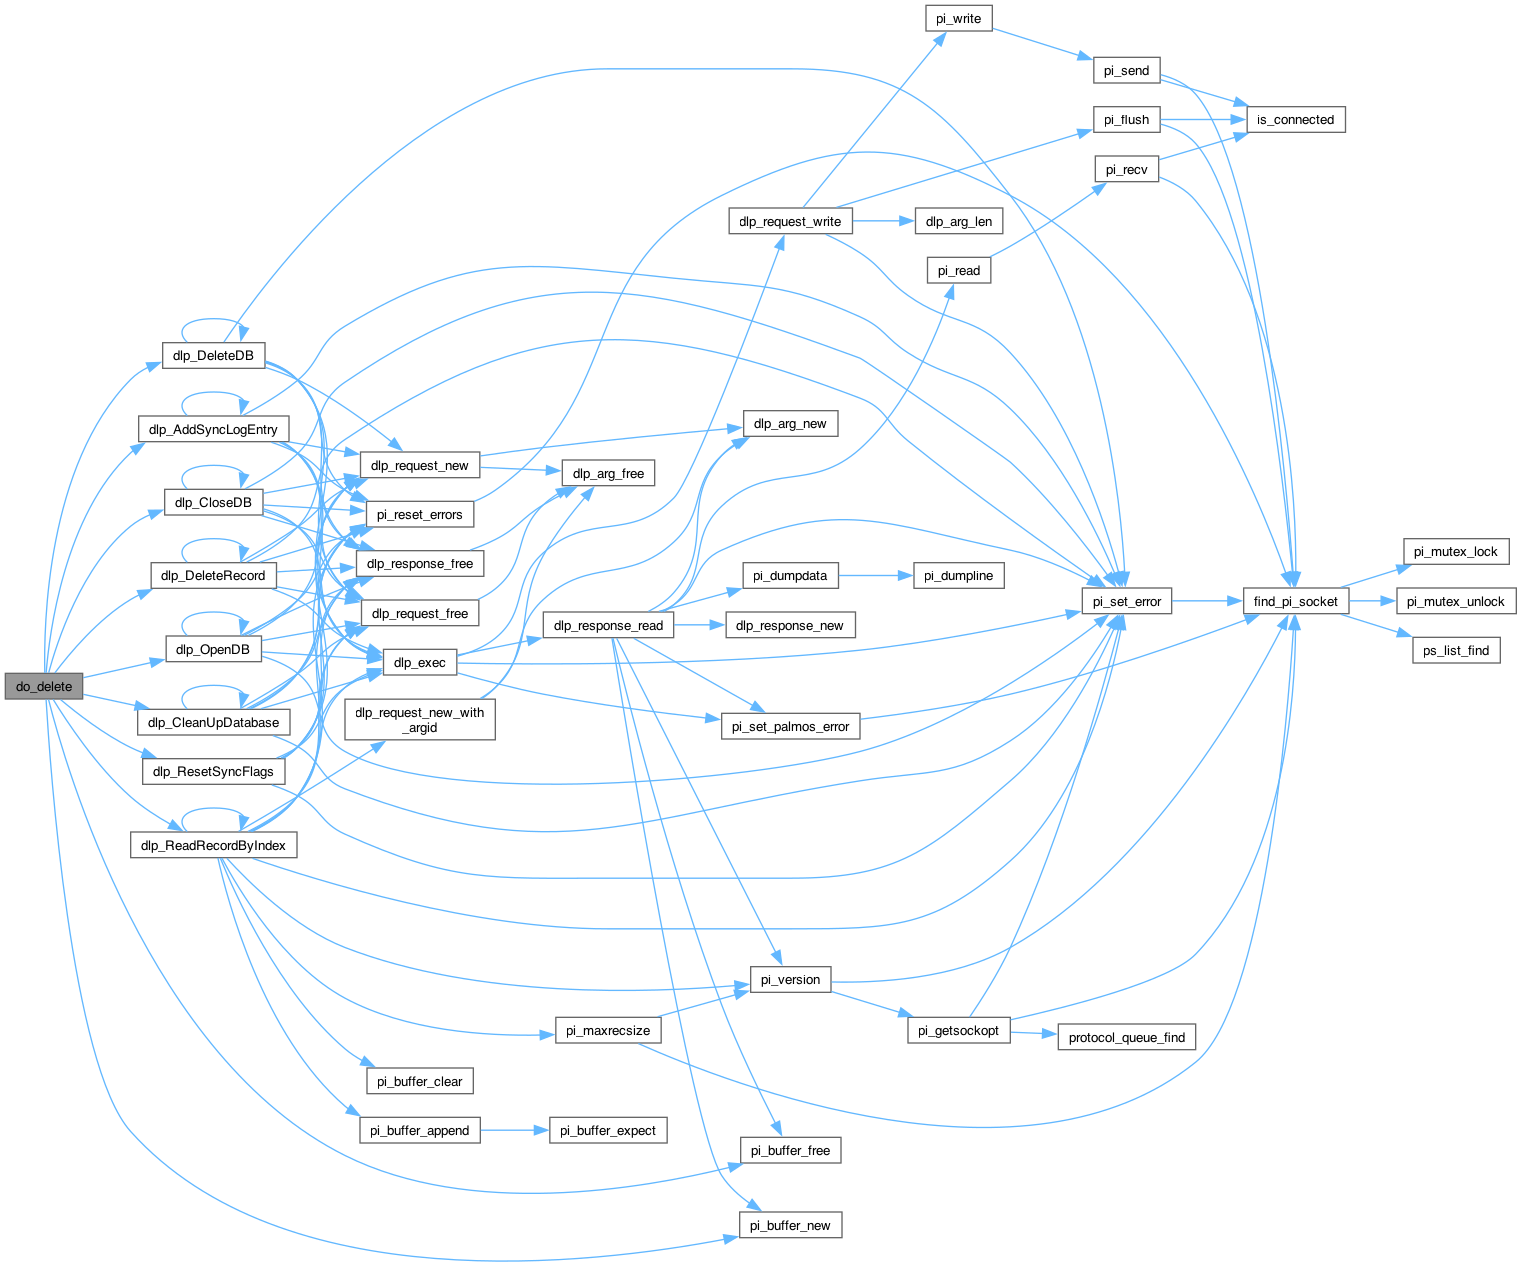 pi_write
pi_send
pi_flush
is_connected
pi_recv
dlp_request_write
dlp_arg_len
pi_read
dlp_DeleteDB
dlp_AddSyncLogEntry
dlp_arg_new
dlp_request_new
dlp_arg_free
dlp_CloseDB
pi_reset_errors
pi_mutex_lock
dlp_response_free
dlp_DeleteRecord
pi_dumpdata
pi_dumpline
pi_set_error
find_pi_socket
pi_mutex_unlock
dlp_request_free
dlp_response_read
dlp_response_new
dlp_OpenDB
ps_list_find
dlp_exec
do_delete
dlp_CleanUpDatabase
dlp_request_new_with
_argid
pi_set_palmos_error
dlp_ResetSyncFlags
dlp_ReadRecordByIndex
pi_version
pi_maxrecsize
pi_getsockopt
protocol_queue_find
pi_buffer_clear
pi_buffer_append
pi_buffer_expect
pi_buffer_free
pi_buffer_new